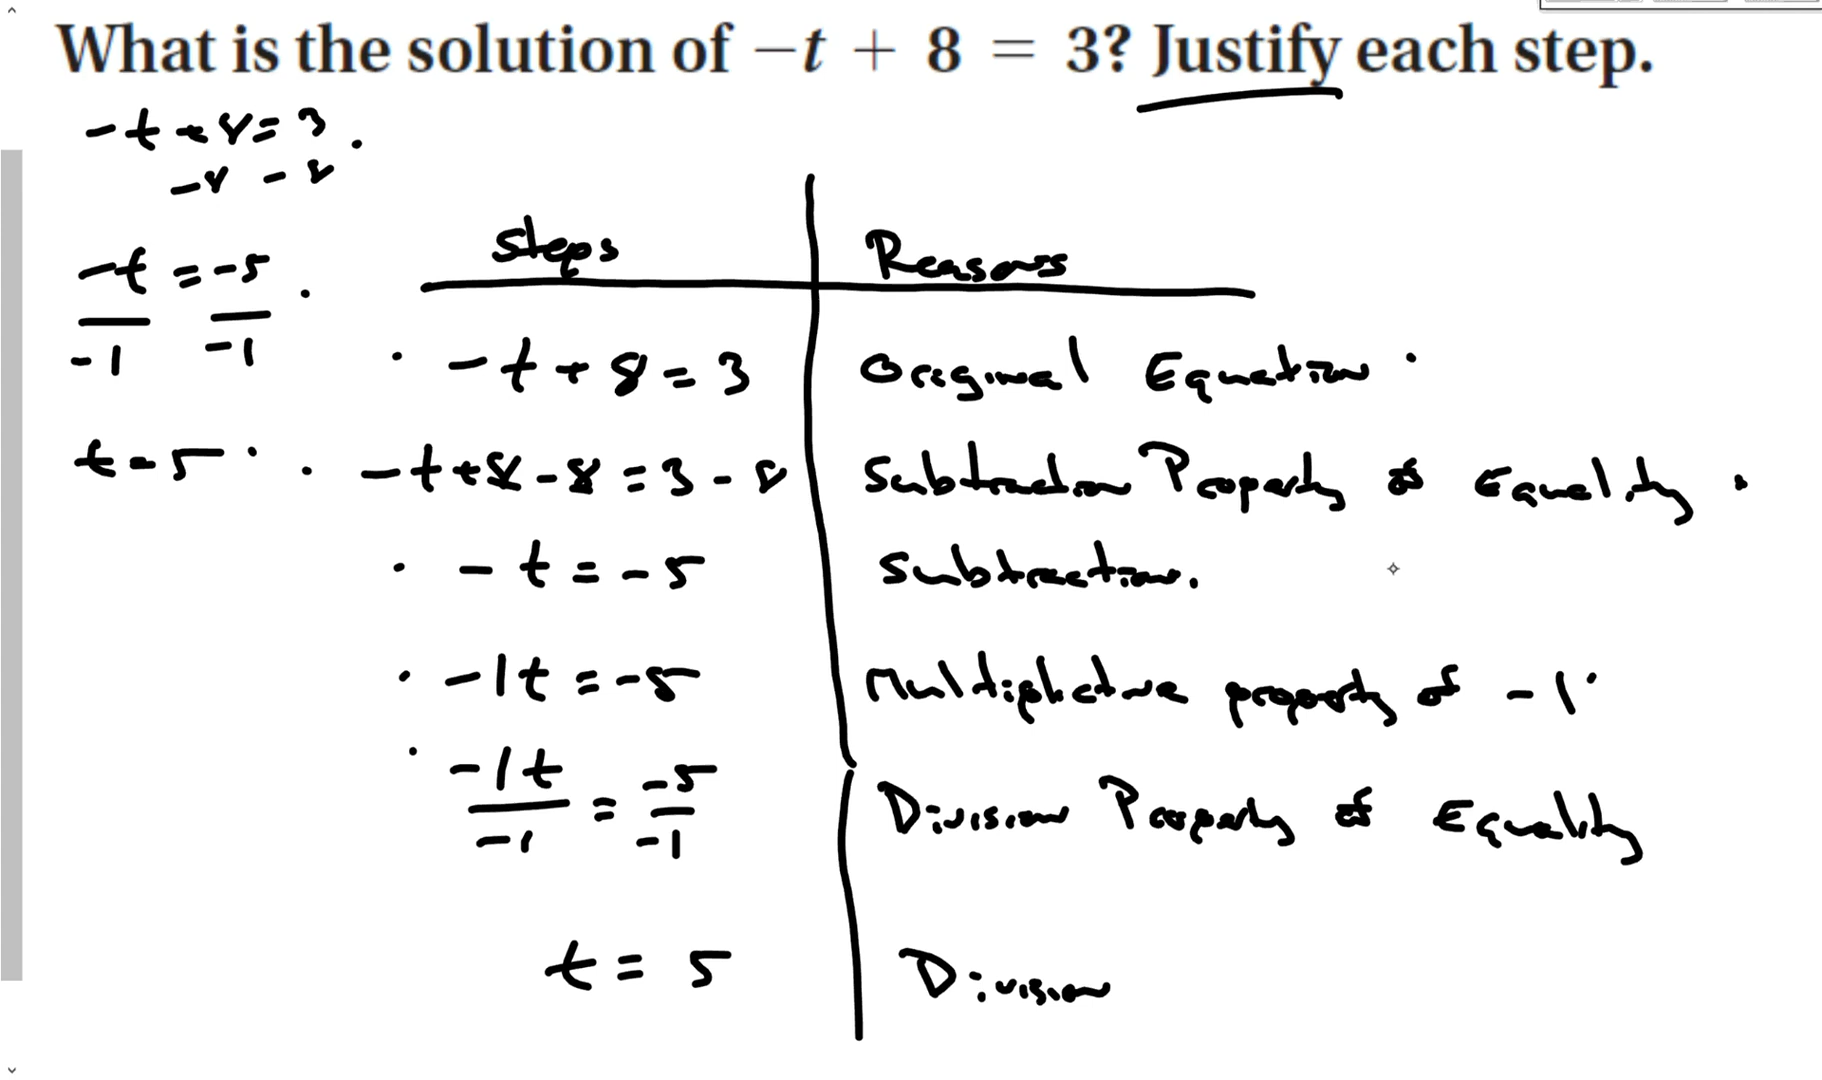 What is the solution of −t + 8 = 3? Justify each step.
-t + 8 = 3
-8 -8
-t = -5
-1 -1
t = 5
Steps Reasons
-t + 8 = 3 Original Equation
-t + 8 - 8 = 3 - 8 Subtraction Property of Equality
-t = -5 Subtraction.
-1t = -5 Multiplicative property of -1
-1t = -5 Division Property of Equality
-1 -1
t = 5 Division